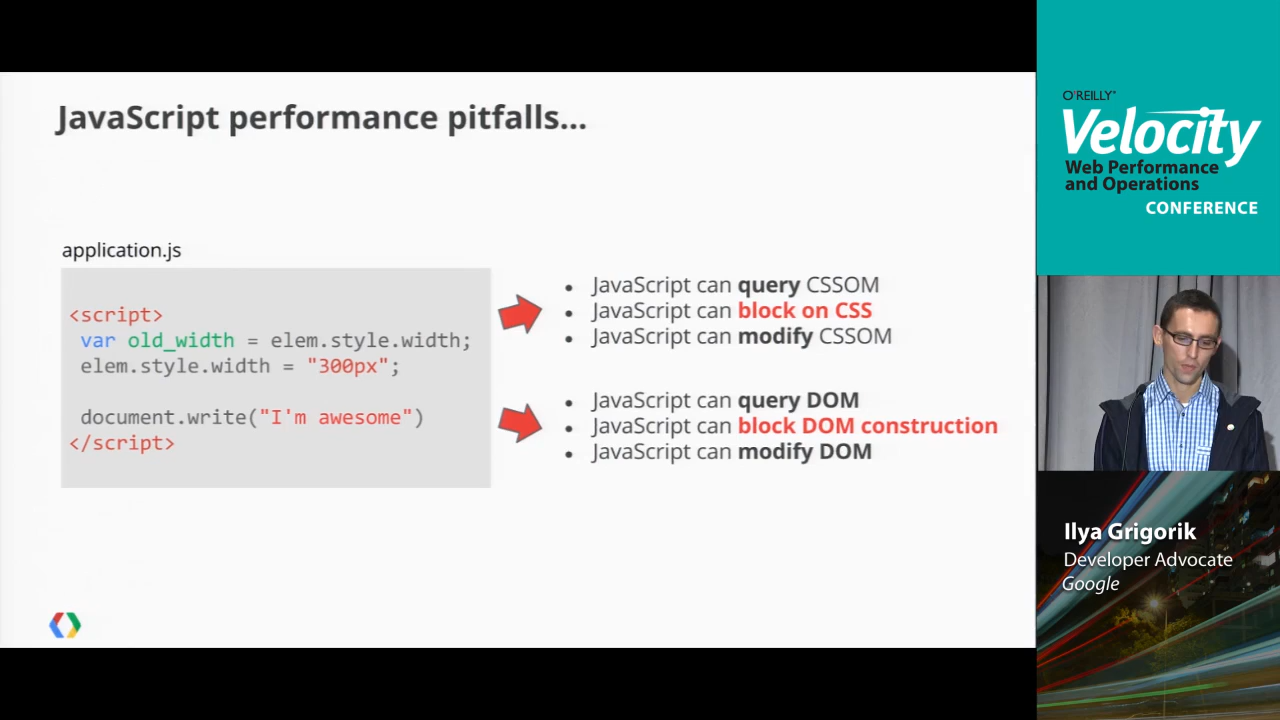 JavaScript performance pitfalls...
application.js
<script>
var old_width = elem.style.width;
elem.style.width = "300px";
document.write("I'm awesome")
</script>
• JavaScript can query CSSOM
• JavaScript can block on CSS
• JavaScript can modify CSSOM
• JavaScript can query DOM
• JavaScript can block DOM construction
• JavaScript can modify DOM
O'REILLY®
Velocity
Web Performance
and Operations
CONFERENCE
Ilya Grigorik
Developer Advocate
Google